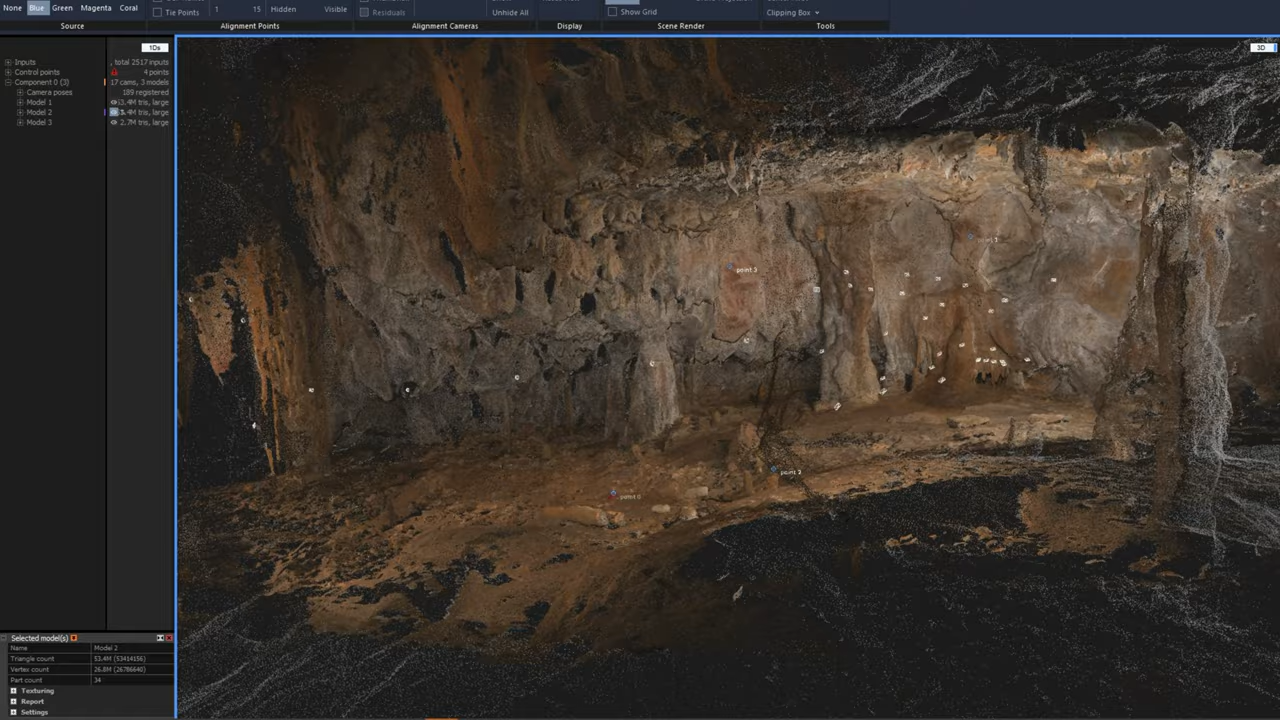 None Blue Green Magenta Coral
Tie Points 1 15 Hidden Visible
Residuals Unhide All
Show Grid Clipping Box
Source Alignment Points Alignment Cameras Display Scene Render Tools
1Ds
3D
Inputs , total 2517 inputs
Control points 4 points
Component 0 (3) 17 cams, 3 models
Camera poses 189 registered
Model 1 M tris, large
Model 2 M tris, large
Model 3 2.7M tris, large
point 3
point 2
point 0
Selected model(s)
Name Model 2
Triangle count 53.4M (53414156)
Vertex count 26.8M (26786640)
Part count 34
Texturing
Report
Settings